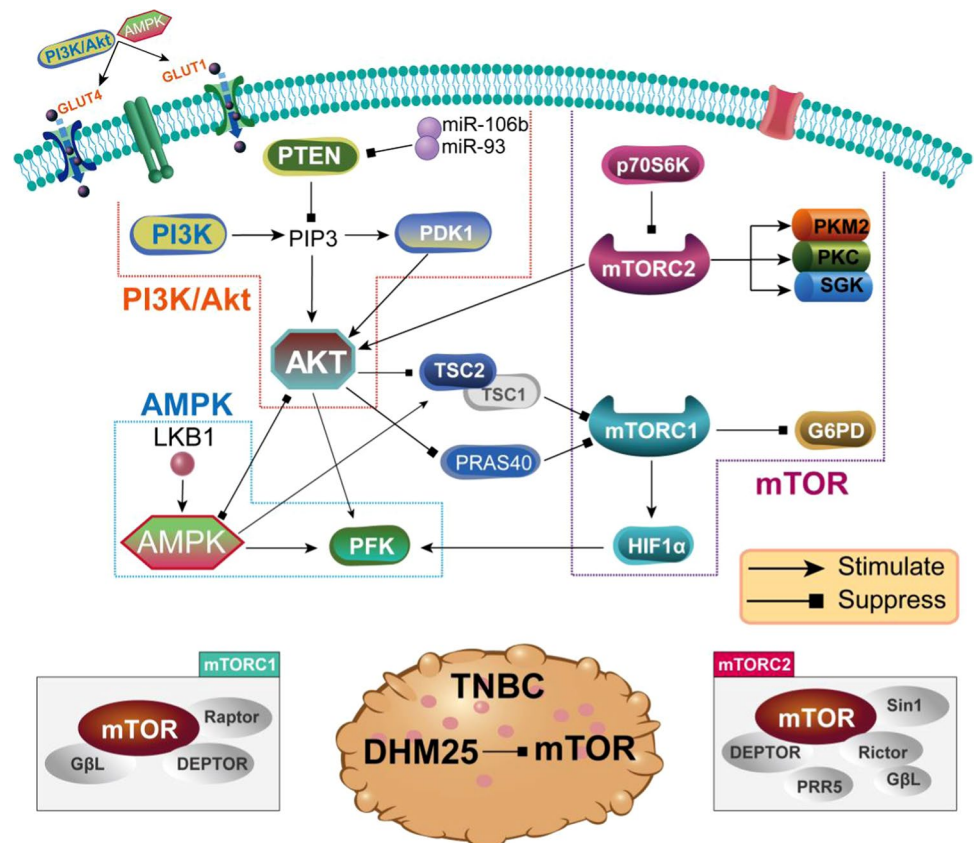 AMPK
PI3K/Akt
GLUT1
GLUT4
miR-106b
miR-93
PTEN
p70S6K
PI3K
PIP3
PDK1
mTORC2
PKM2
PKC
SGK
PI3K/Akt
AKT
TSC2
TSC1
AMPK
LKB1
mTORC1
G6PD
PRAS40
mTOR
AMPK
PFK
HIF1α
Stimulate
Suppress
mTORC1
mTOR
Raptor
GβL
DEPTOR
TNBC
DHM25 mTOR
mTORC2
mTOR
Sin1
DEPTOR
Rictor
PRR5
GβL